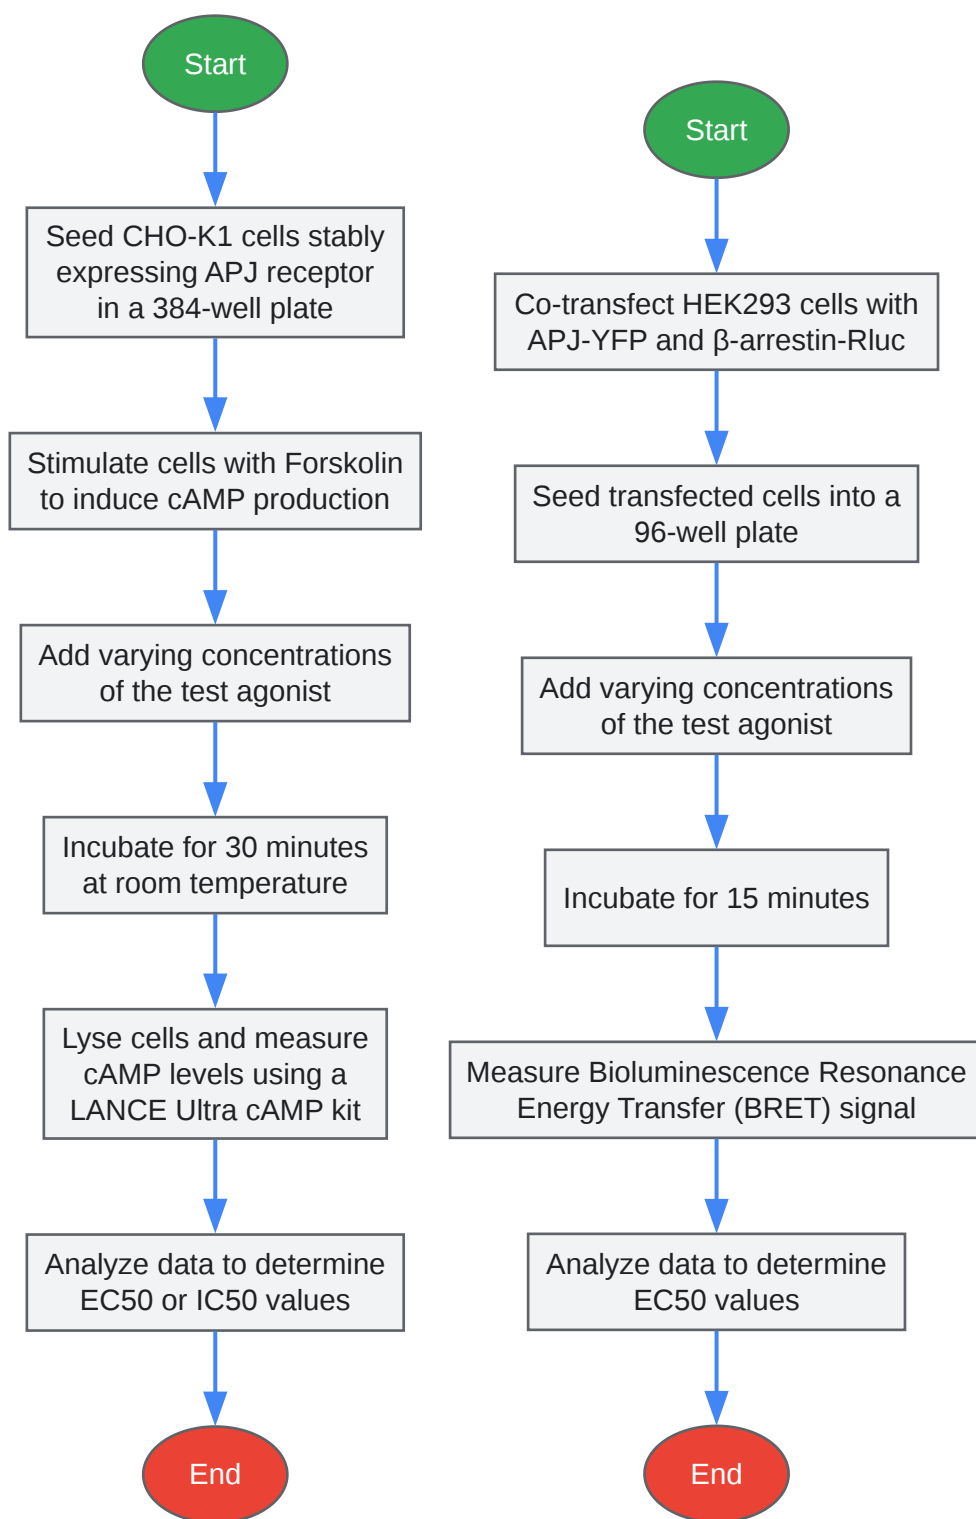 Start
Seed CHO-K1 cells stably
expressing APJ receptor
in a 384-well plate
Stimulate cells with Forskolin
to induce cAMP production
Add varying concentrations
of the test agonist
Incubate for 30 minutes
at room temperature
Lyse cells and measure
cAMP levels using a
LANCE Ultra cAMP kit
Analyze data to determine
EC50 or IC50 values
End
Start
Co-transfect HEK293 cells with
APJ-YFP and β-arrestin-Rluc
Seed transfected cells into a
96-well plate
Add varying concentrations
of the test agonist
Incubate for 15 minutes
Measure Bioluminescence Resonance
Energy Transfer (BRET) signal
Analyze data to determine
EC50 values
End